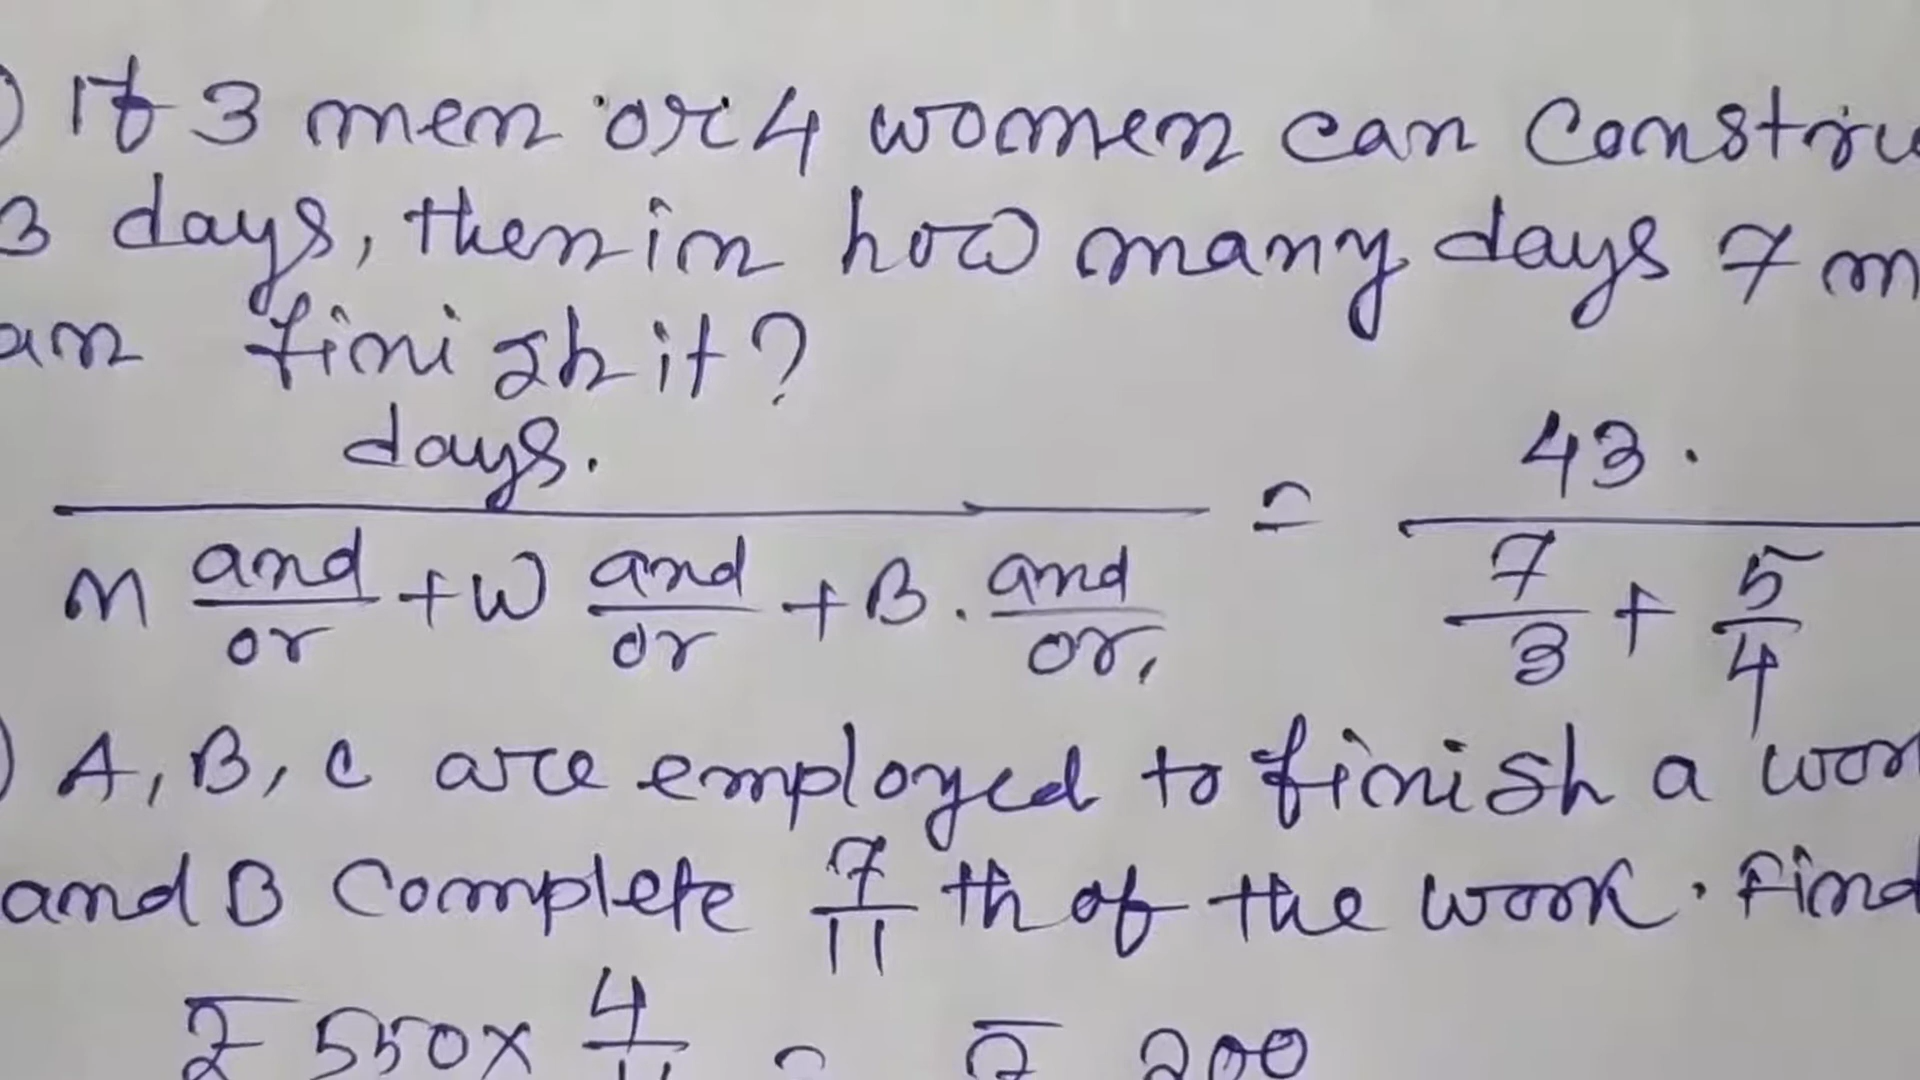 ) If 3 men or 4 women can constru
3 days, then in how many days 7 m
an finish it?
days.
M and/or + W and/or + B. and/or, = 43. / 7/3 + 5/4
) A, B, C are employed to finish a wor
and B Complete 7/11 th of the work. Find
₹ 550 × 4/11 = ₹ 200